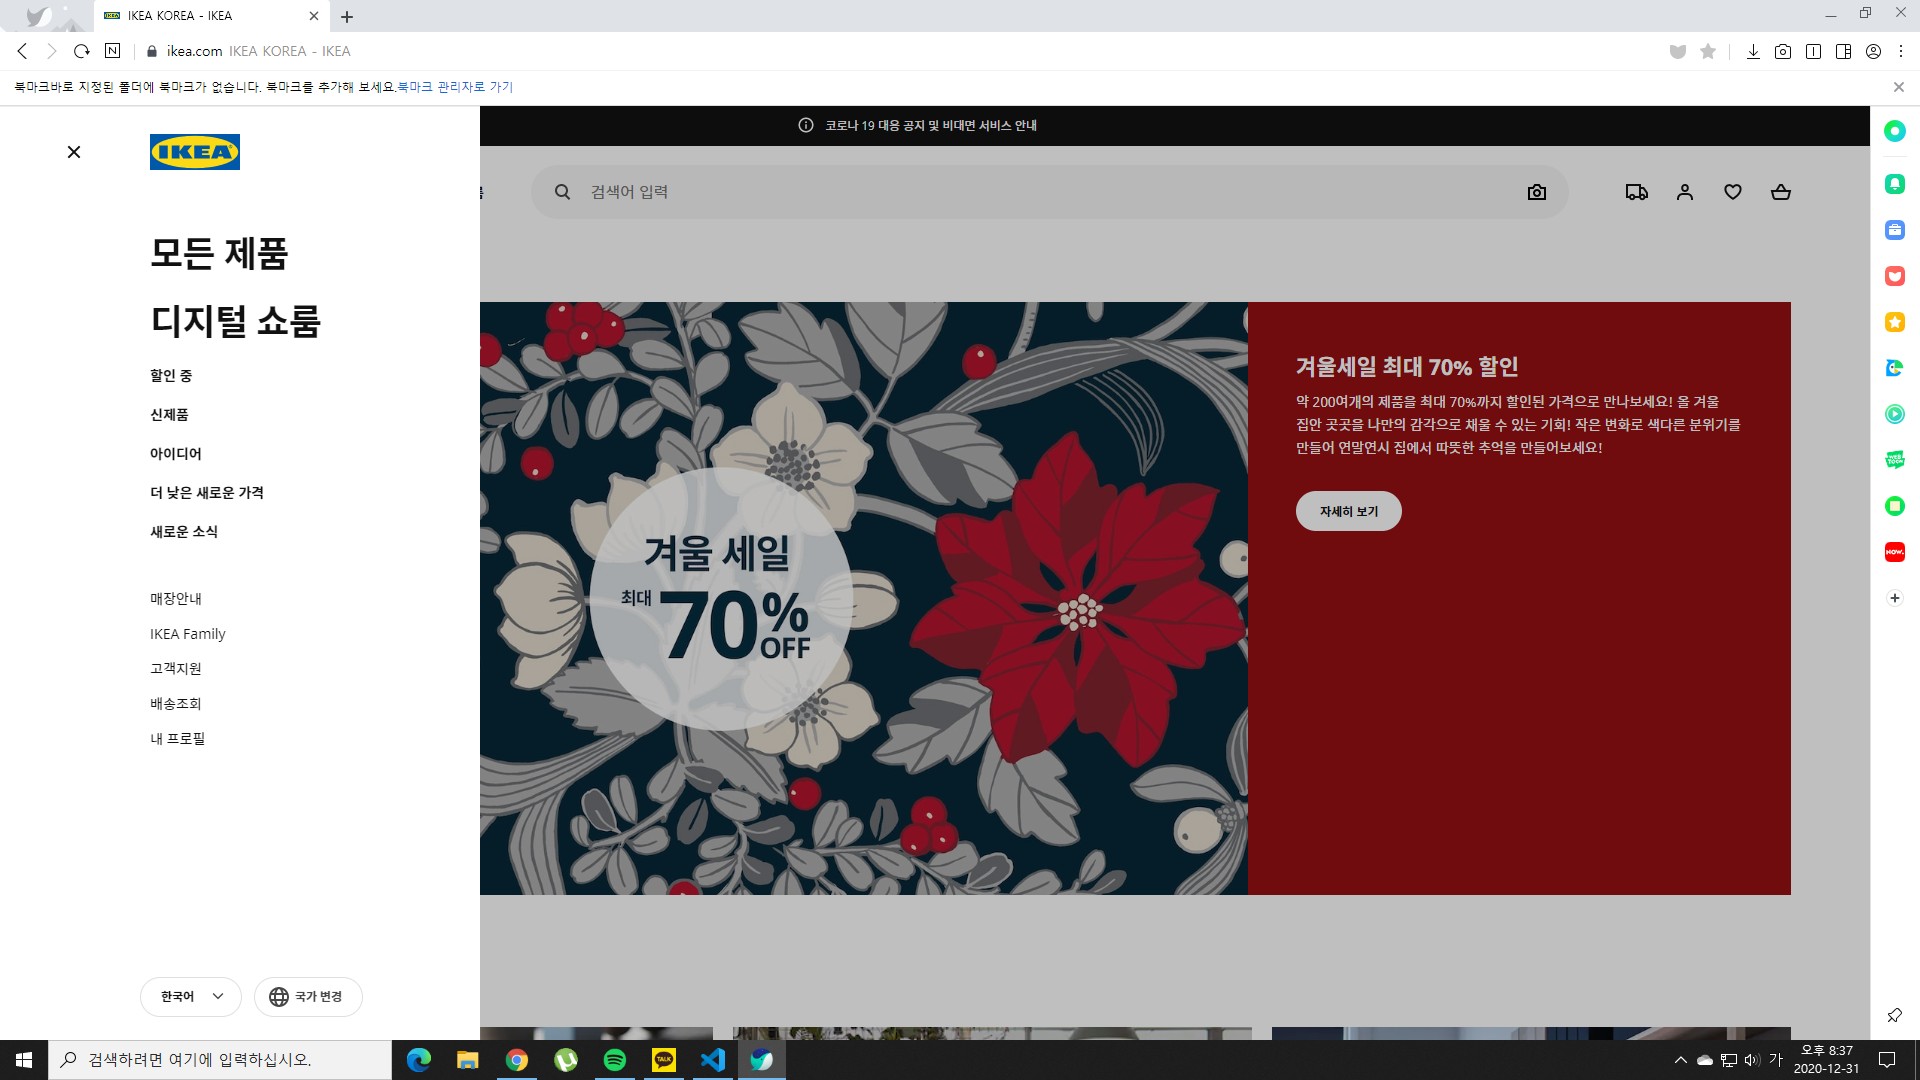 IKEA KOREA - IKEA
ikea.com IKEA KOREA - IKEA
북마크바로 지정된 폴더에 북마크가 없습니다. 북마크를 추가해 보세요.북마크 관리자로 가기
코로나 19 대응 공지 및 비대면 서비스 안내
IKEA
검색어 입력
모든 제품
디지털 쇼룸
할인 중
신제품
아이디어
더 낮은 새로운 가격
새로운 소식
매장안내
IKEA Family
고객지원
배송조회
내 프로필
한국어
국가 변경
겨울 세일
최대 70% OFF
겨울세일 최대 70% 할인
약 200여개의 제품을 최대 70%까지 할인된 가격으로 만나보세요! 올 겨울
집안 곳곳을 나만의 감각으로 채울 수 있는 기회! 작은 변화로 색다른 분위기를
만들어 연말연시 집에서 따뜻한 추억을 만들어보세요!
자세히 보기
WEB TOON
NOW.
검색하려면 여기에 입력하십시오.
TALK
가
오후 8:37
2020-12-31